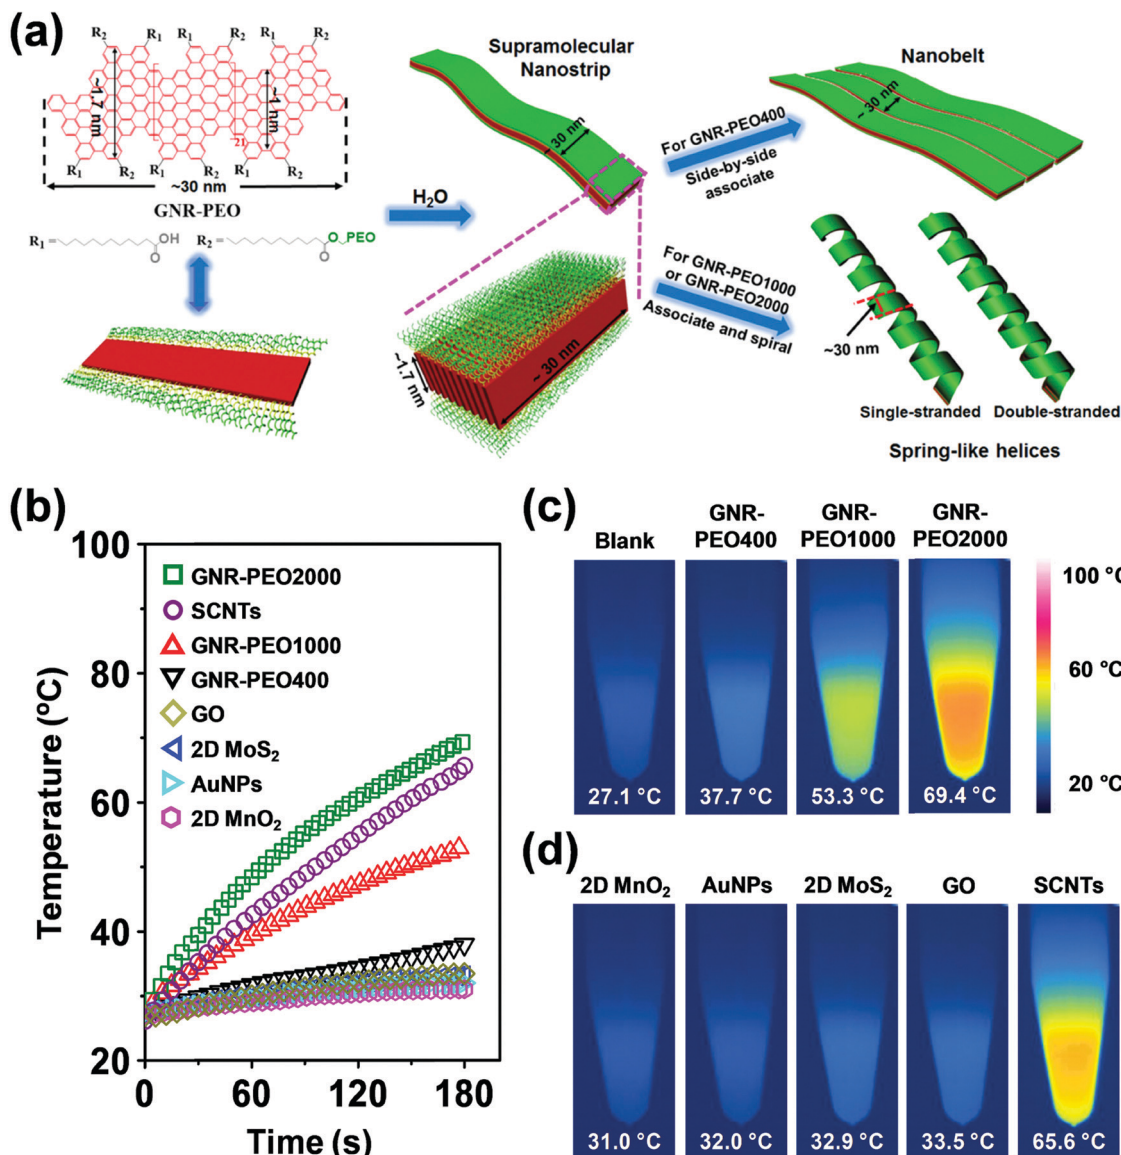 (a)
R2 R1 R1 R2 R1 R2
~1.7 nm
~1 nm
21
R1 R2 R1 R2 R1 R2
~30 nm
GNR-PEO
R1 = OH O
R2 = O PEO O
H2O
Supramolecular
Nanostrip
~ 30 nm
~1.7 nm
~ 30 nm
For GNR-PEO400
Side-by-side
associate
Nanobelt
~ 30 nm
For GNR-PEO1000
or GNR-PEO2000
Associate and spiral
~30 nm
Single-stranded Double-stranded
Spring-like helices
(b)
Temperature (ºC)
100
80
60
40
20
GNR-PEO2000
SCNTs
GNR-PEO1000
GNR-PEO400
GO
2D MoS2
AuNPs
2D MnO2
0 60 120 180
Time (s)
(c)
Blank
GNR-
PEO400
GNR-
PEO1000
GNR-
PEO2000
27.1 °C 37.7 °C 53.3 °C 69.4 °C
100 °C
60 °C
20 °C
(d)
2D MnO2 AuNPs 2D MoS2 GO SCNTs
31.0 °C 32.0 °C 32.9 °C 33.5 °C 65.6 °C